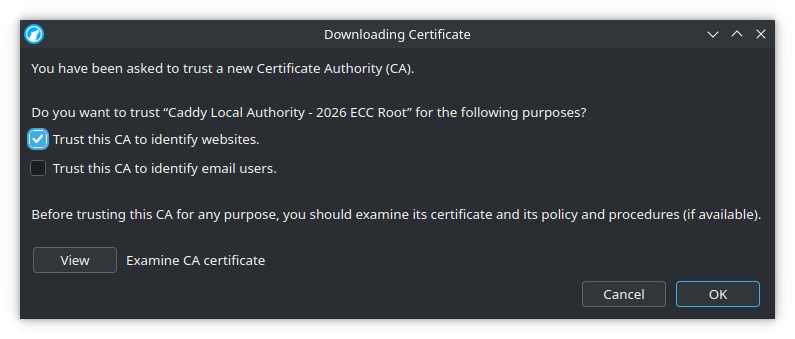 Downloading Certificate
You have been asked to trust a new Certificate Authority (CA).
Do you want to trust “Caddy Local Authority - 2026 ECC Root” for the following purposes?
Trust this CA to identify websites.
Trust this CA to identify email users.
Before trusting this CA for any purpose, you should examine its certificate and its policy and procedures (if available).
View Examine CA certificate
Cancel OK